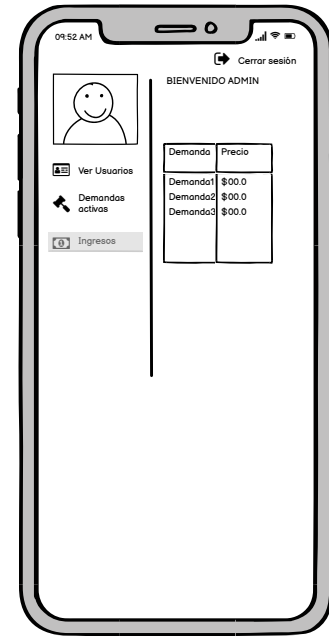 09:52 AM
Cerrar sesión
BIENVENIDO ADMIN
Ver Usuarios
Demandas
activas
Ingresos
Demanda Precio
Demanda1 $00.0
Demanda2 $00.0
Demanda3 $00.0